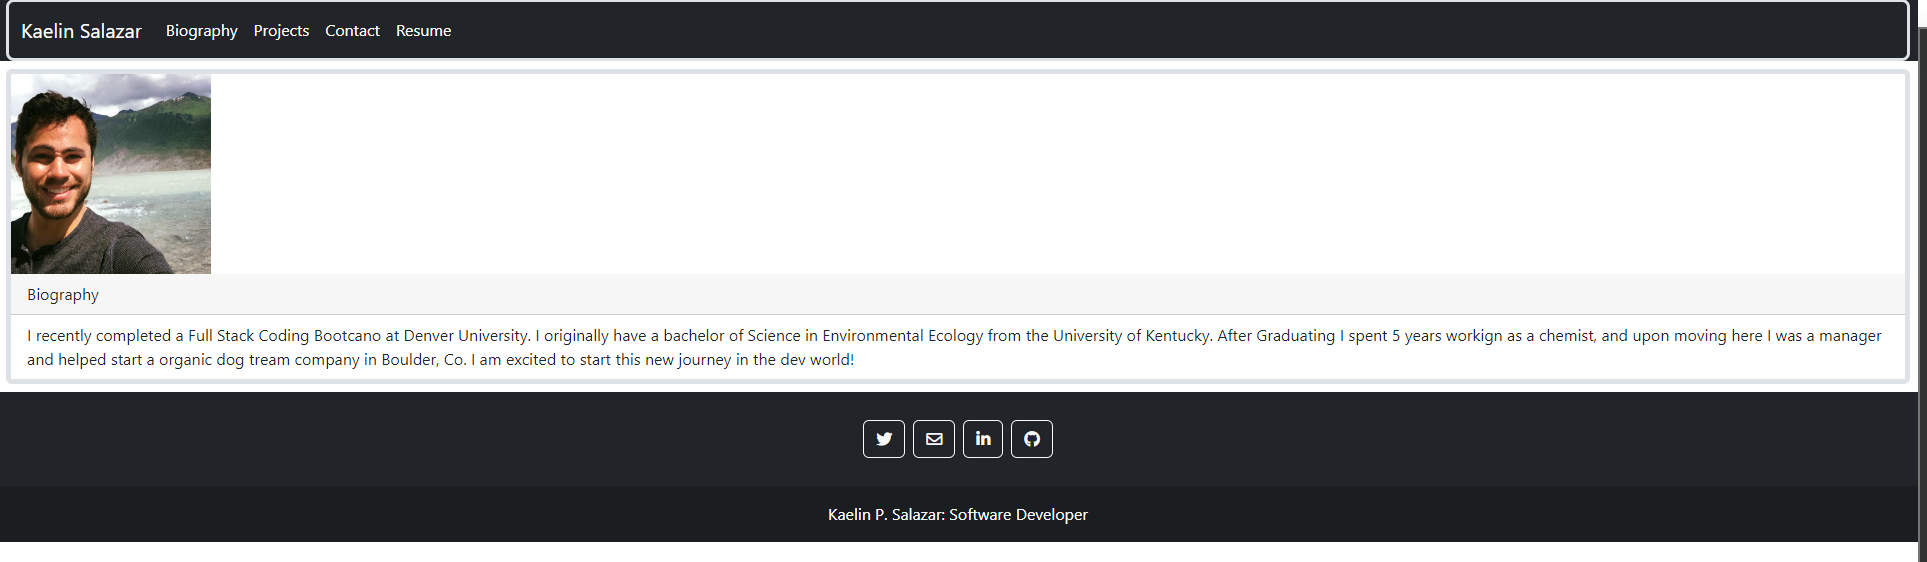 Kaelin Salazar Biography Projects Contact Resume
Biography
I recently completed a Full Stack Coding Bootcano at Denver University. I originally have a bachelor of Science in Environmental Ecology from the University of Kentucky. After Graduating I spent 5 years workign as a chemist, and upon moving here I was a manager
and helped start a organic dog tream company in Boulder, Co. I am excited to start this new journey in the dev world!
in
Kaelin P. Salazar: Software Developer